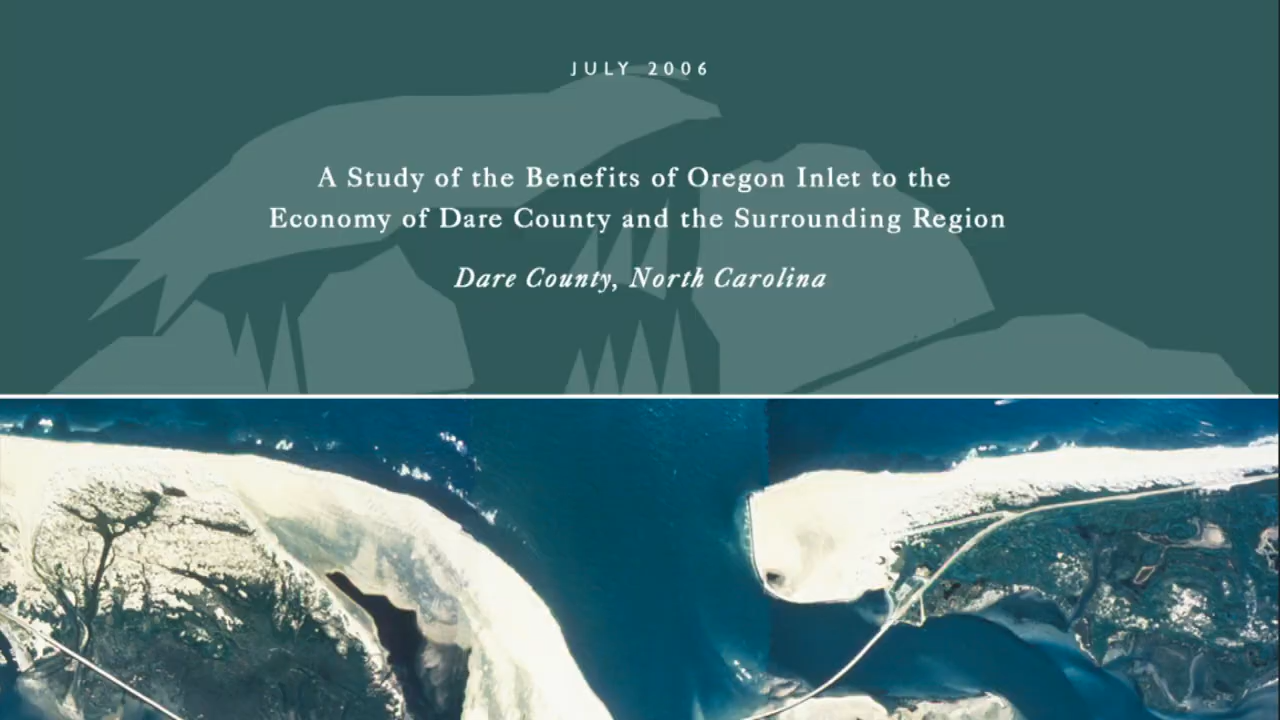 JULY 2006
A Study of the Benefits of Oregon Inlet to the
Economy of Dare County and the Surrounding Region
Dare County, North Carolina